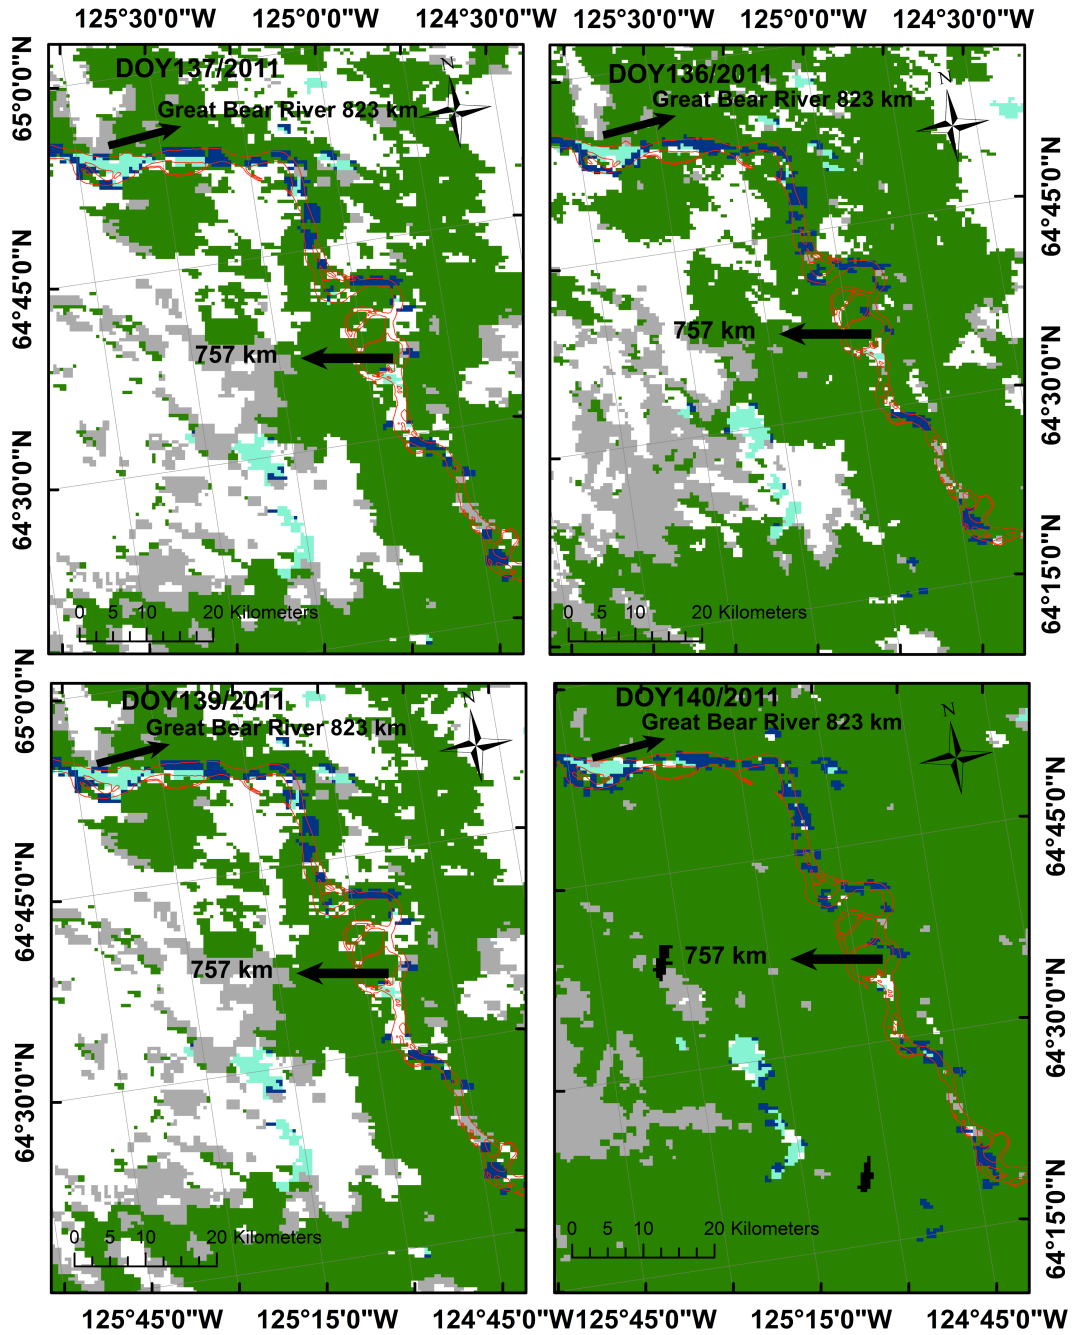 125°30'0"W 125°0'0"W 124°30'0"W 125°30'0"W 125°0'0"W 124°30'0"W
65°0'0"N
64°45'0"N
64°30'0"N
DOY137/2011
Great Bear River 823 km
N
757 km
0 5 10 20 Kilometers
DOY136/2011
Great Bear River 823 km
N
757 km
0 5 10 20 Kilometers
64°45'0"N
64°30'0"N
64°15'0"N
65°0'0"N
64°45'0"N
64°30'0"N
DOY139/2011
Great Bear River 823 km
N
757 km
0 5 10 20 Kilometers
DOY140/2011
Great Bear River 823 km
N
757 km
0 5 10 20 Kilometers
64°45'0"N
64°30'0"N
64°15'0"N
125°45'0"W 125°15'0"W 124°45'0"W 125°45'0"W 125°15'0"W 124°45'0"W